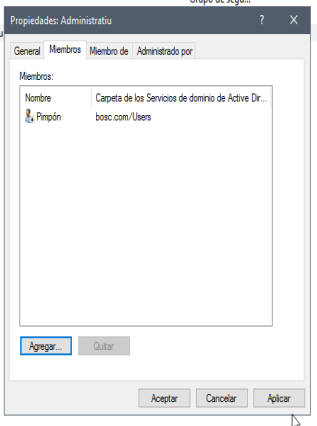 Grupo de segu...
Propiedades: Administratiu ? X
General Miembros Miembro de Administrado por
Miembros:
Nombre Carpeta de los Servicios de dominio de Active Dir...
Pimpón bosc.com/Users
Agregar... Quitar
Aceptar Cancelar Aplicar